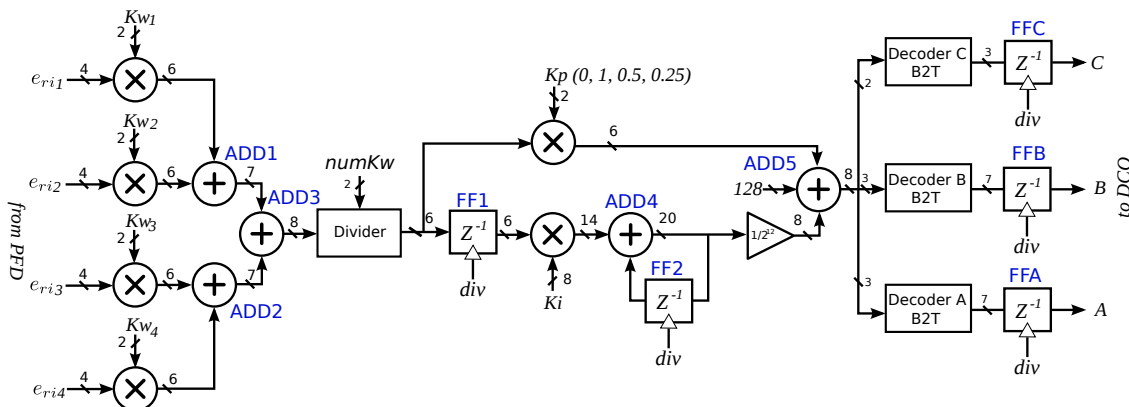 Kw1
2
e_ri1
4
6
Kw2
2
e_ri2
4
6
ADD1
7
Kw3
2
e_ri3
4
6
ADD2
7
Kw4
2
e_ri4
4
6
from PFD
ADD3
8
numKw
2
Divider
6
Kp (0, 1, 0.5, 0.25)
2
6
FF1
Z^-1
div
6
Ki
8
14
ADD4
20
FF2
Z^-1
div
1/2^12
8
128
ADD5
8
2
3
3
Decoder C
B2T
3
FFC
Z^-1
div
C
Decoder B
B2T
7
FFB
Z^-1
div
B
Decoder A
B2T
7
FFA
Z^-1
div
A
to DCO